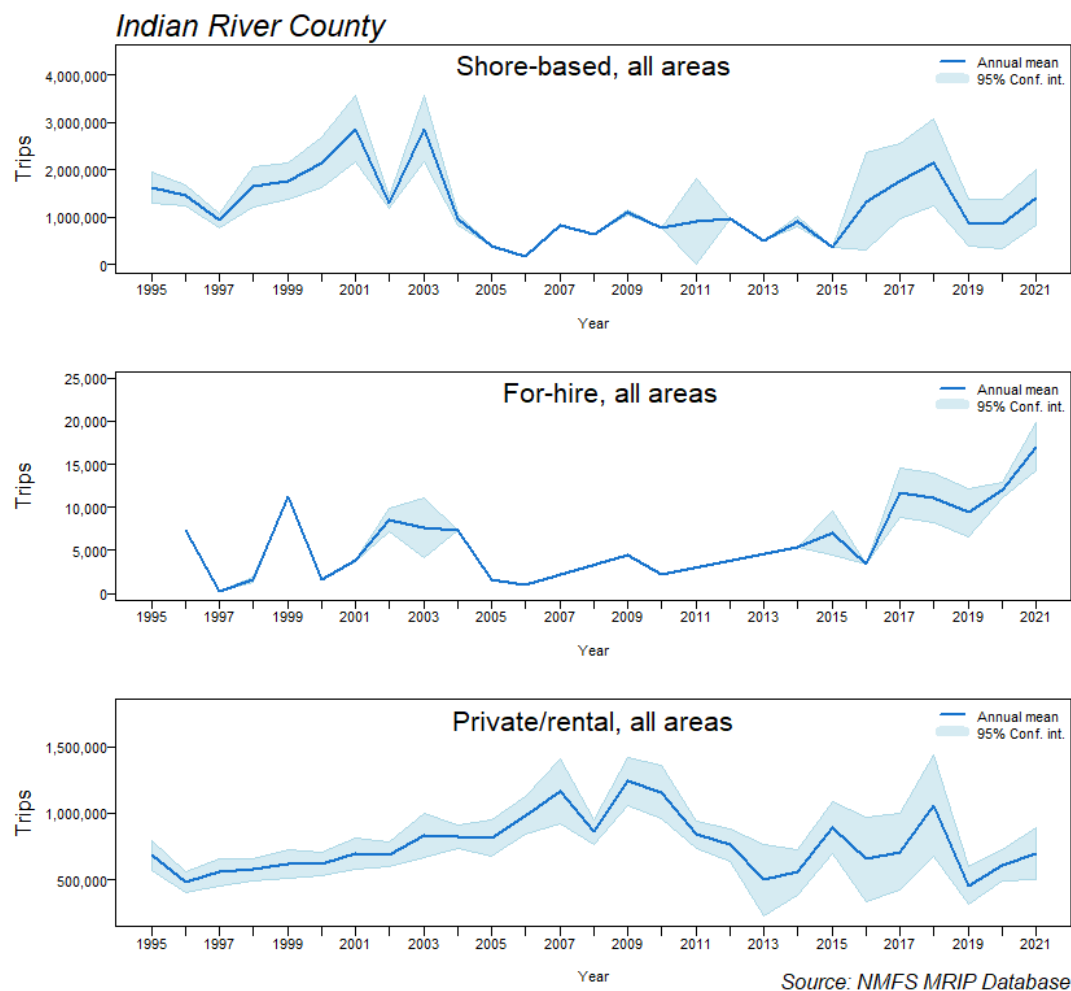 Indian River County
Shore-based, all areas
Annual mean
95% Conf. int.
Trips
4,000,000
3,000,000
2,000,000
1,000,000
0
1995 1997 1999 2001 2003 2005 2007 2009 2011 2013 2015 2017 2019 2021
Year
For-hire, all areas
Annual mean
95% Conf. int.
Trips
25,000
20,000
15,000
10,000
5,000
0
1995 1997 1999 2001 2003 2005 2007 2009 2011 2013 2015 2017 2019 2021
Year
Private/rental, all areas
Annual mean
95% Conf. int.
Trips
1,500,000
1,000,000
500,000
1995 1997 1999 2001 2003 2005 2007 2009 2011 2013 2015 2017 2019 2021
Year
Source: NMFS MRIP Database